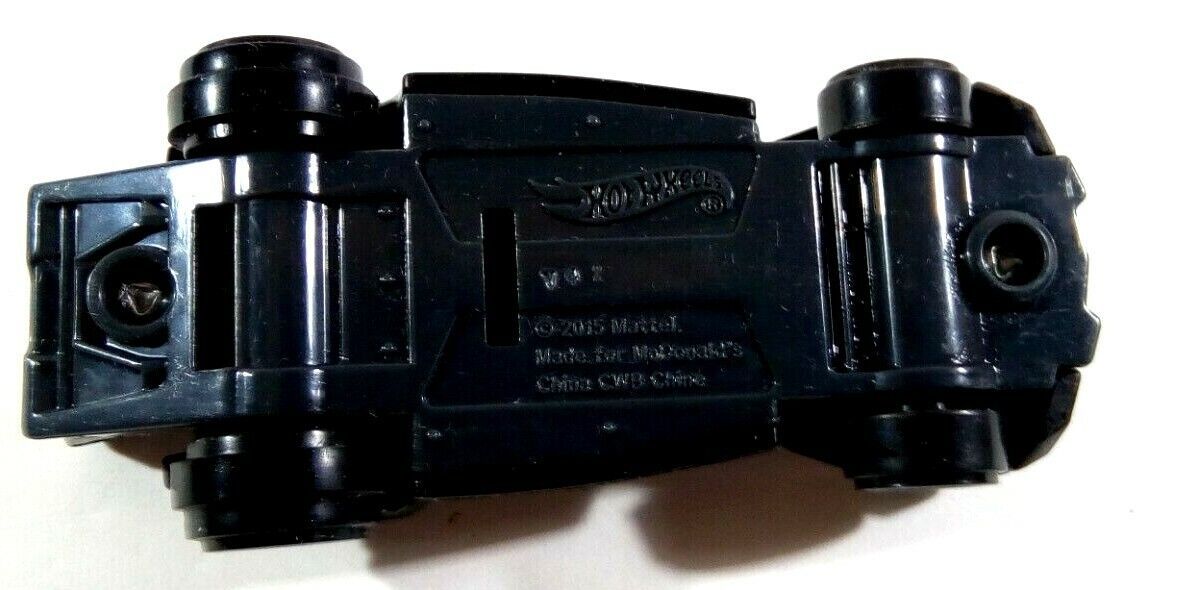 HOT WHEELS ®
© 2015 Mattel.
Made for McDonald's
China CWB Chine